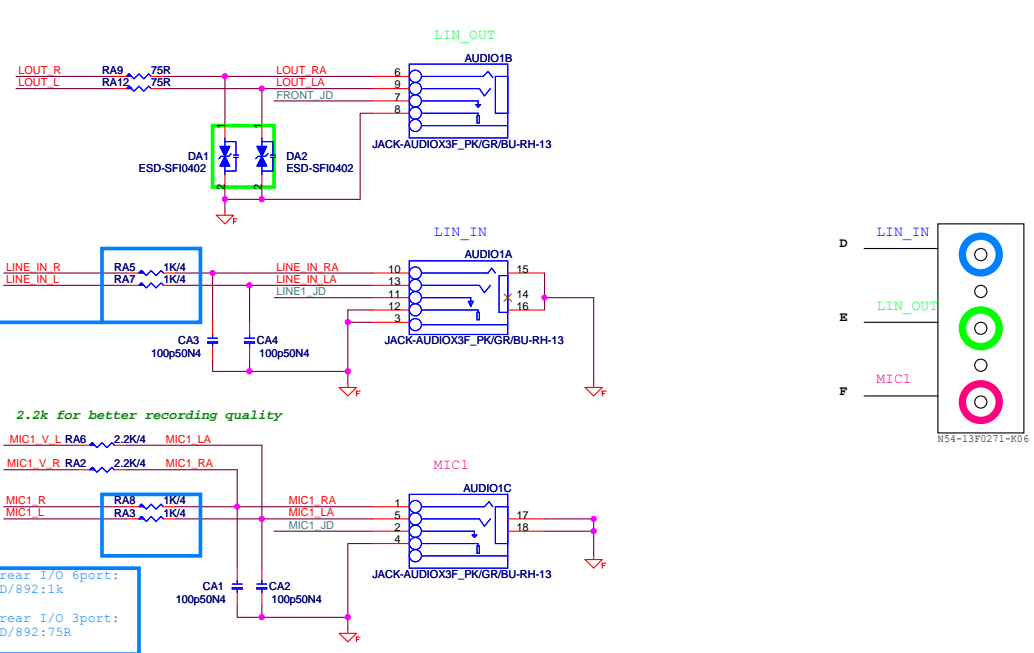 LIN_OUT
AUDIO1B
LOUT_R RA9 75R LOUT_RA 6
LOUT_L RA12 75R LOUT_LA 9
FRONT_JD 7
8
JACK-AUDIOX3F_PK/GR/BU-RH-13
1 1
DA1 DA2
ESD-SFI0402 ESD-SFI0402
2 2
F
LIN_IN
AUDIO1A
LINE_IN_R RA5 1K/4 LINE_IN_RA 10 15
LINE_IN_L RA7 1K/4 LINE_IN_LA 13
LINE1_JD 11 14
12 16
3
CA3 CA4 JACK-AUDIOX3F_PK/GR/BU-RH-13
100p50N4 100p50N4
F F
D LIN_IN
E LIN_OUT
F MIC1
N54-13F0271-K06
2.2k for better recording quality
MIC1_V_L RA6 2.2K/4 MIC1_LA
MIC1_V_R RA2 2.2K/4 MIC1_RA
MIC1
AUDIO1C
MIC1_R RA8 1K/4 MIC1_RA 1
MIC1_L RA3 1K/4 MIC1_LA 5 17
MIC1_JD 2 18
4
JACK-AUDIOX3F_PK/GR/BU-RH-13
F
CA1 CA2
100p50N4 100p50N4
F
rear I/O 6port:
D/892:1k
rear I/O 3port:
D/892:75R